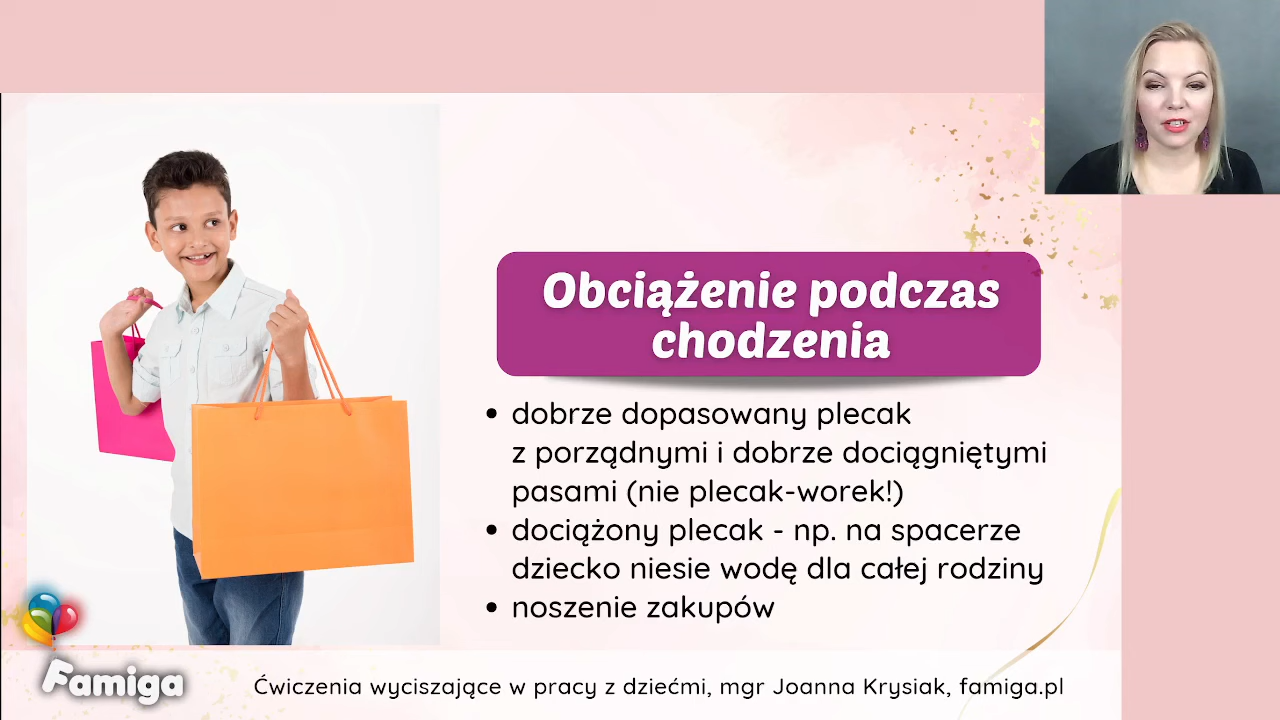 Obciążenie podczas
chodzenia
• dobrze dopasowany plecak
z porządnymi i dobrze dociągniętymi
pasami (nie plecak-worek!)
• dociążony plecak - np. na spacerze
dziecko niesie wodę dla całej rodziny
• noszenie zakupów
Famiga
Ćwiczenia wyciszające w pracy z dziećmi, mgr Joanna Krysiak, famiga.pl